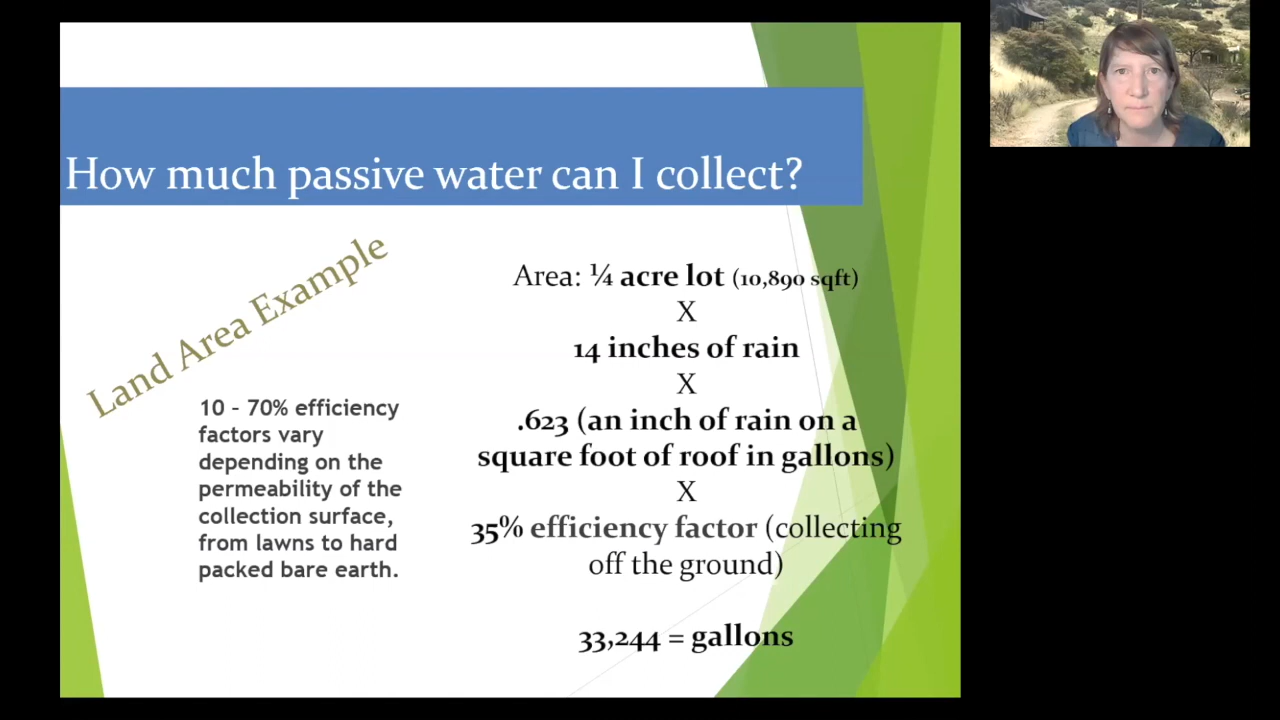 How much passive water can I collect?
Land Area Example
10 – 70% efficiency
factors vary
depending on the
permeability of the
collection surface,
from lawns to hard
packed bare earth.
Area: ¼ acre lot (10,890 sqft)
X
14 inches of rain
X
.623 (an inch of rain on a
square foot of roof in gallons)
X
35% efficiency factor (collecting
off the ground)
33,244 = gallons